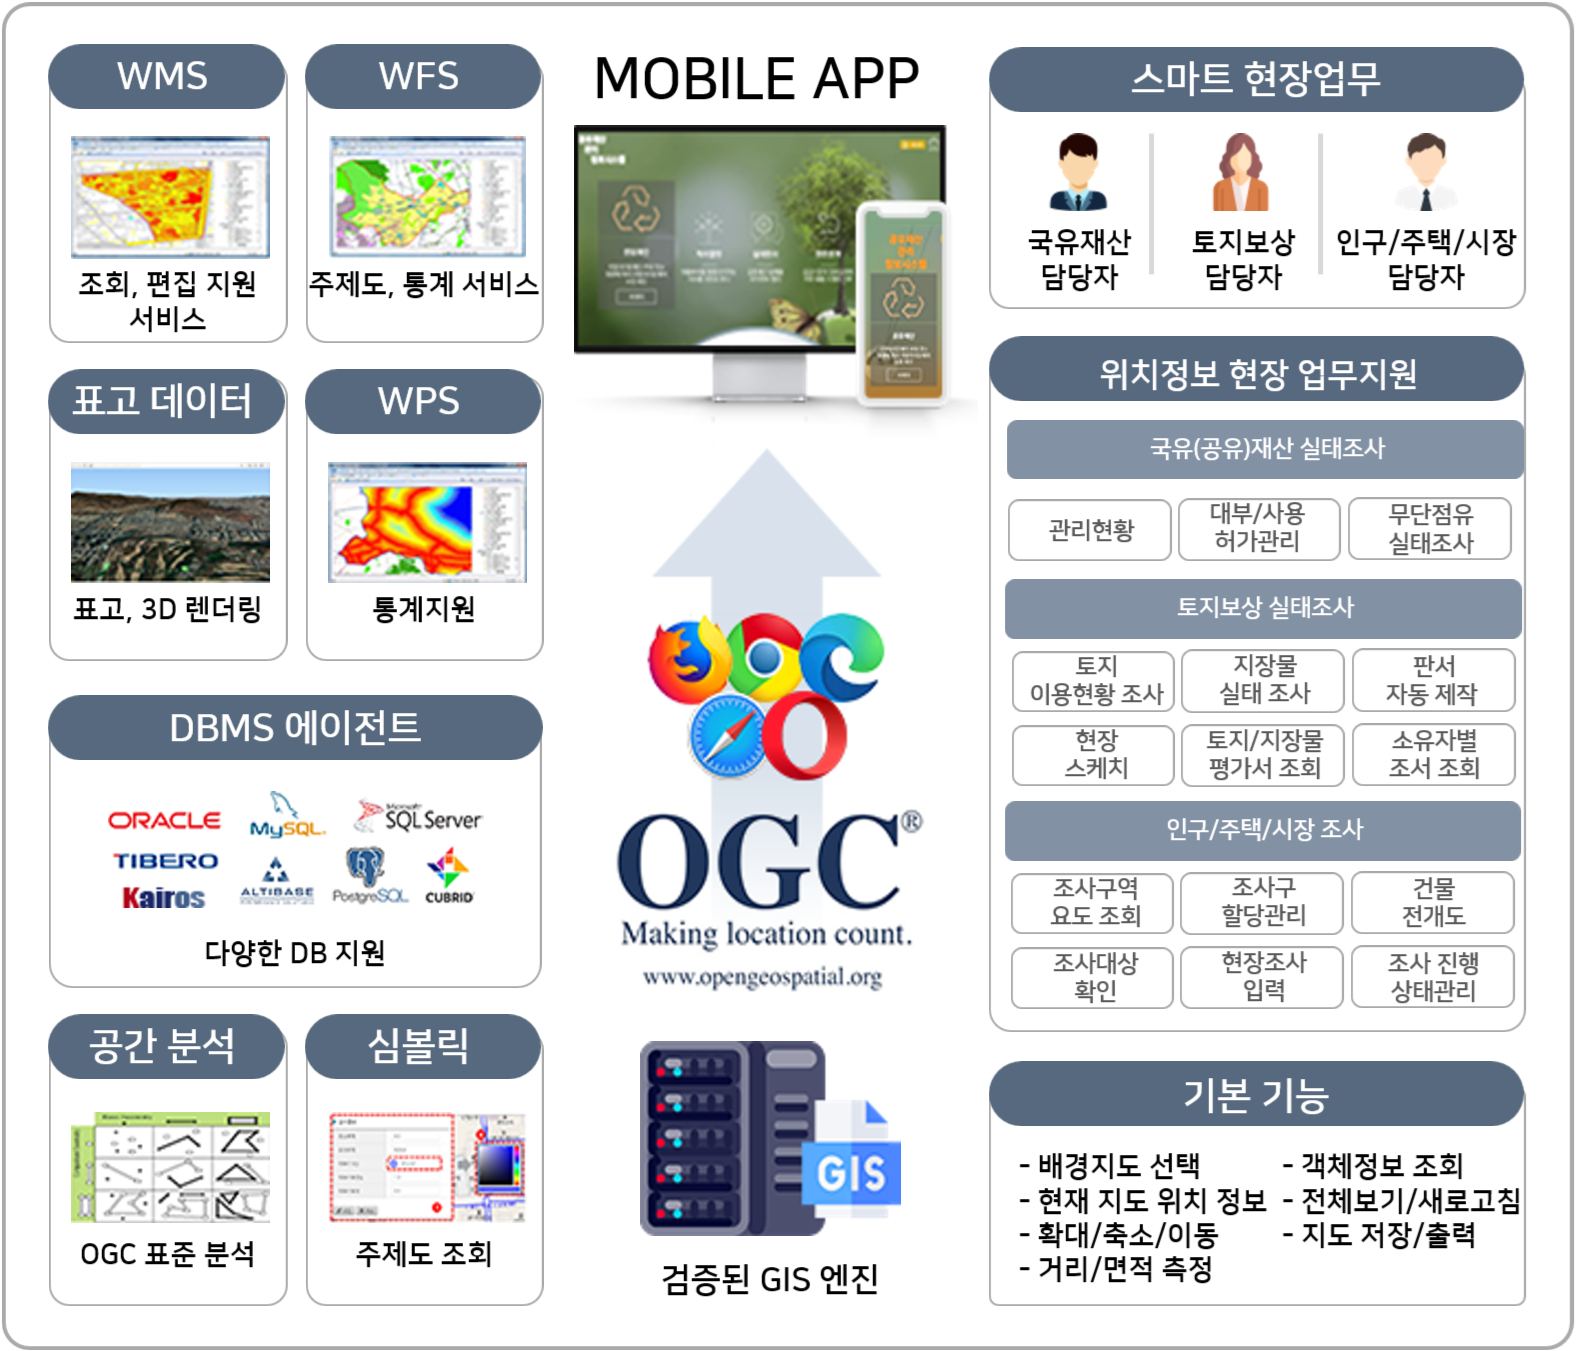 WMS
조회, 편집 지원
서비스
WFS
주제도, 통계 서비스
표고 데이터
표고, 3D 렌더링
WPS
통계지원
DBMS 에이전트
ORACLE
MySQL
Microsoft
SQL Server
TIBERO
Kairos
ALTIBASE
PostgreSQL
CUBRID
다양한 DB 지원
공간 분석
OGC 표준 분석
심볼릭
주제도 조회
MOBILE APP
공유재산
관리
OGC®
Making location count.
www.opengeospatial.org
GIS
검증된 GIS 엔진
스마트 현장업무
국유재산
담당자
토지보상
담당자
인구/주택/시장
담당자
위치정보 현장 업무지원
국유(공유)재산 실태조사
관리현황
대부/사용
허가관리
무단점유
실태조사
토지보상 실태조사
토지
이용현황 조사
지장물
실태 조사
판서
자동 제작
현장
스케치
토지/지장물
평가서 조회
소유자별
조서 조회
인구/주택/시장 조사
조사구역
요도 조회
조사구
할당관리
건물
전개도
조사대상
확인
현장조사
입력
조사 진행
상태관리
기본 기능
- 배경지도 선택
- 현재 지도 위치 정보
- 확대/축소/이동
- 거리/면적 측정
- 객체정보 조회
- 전체보기/새로고침
- 지도 저장/출력